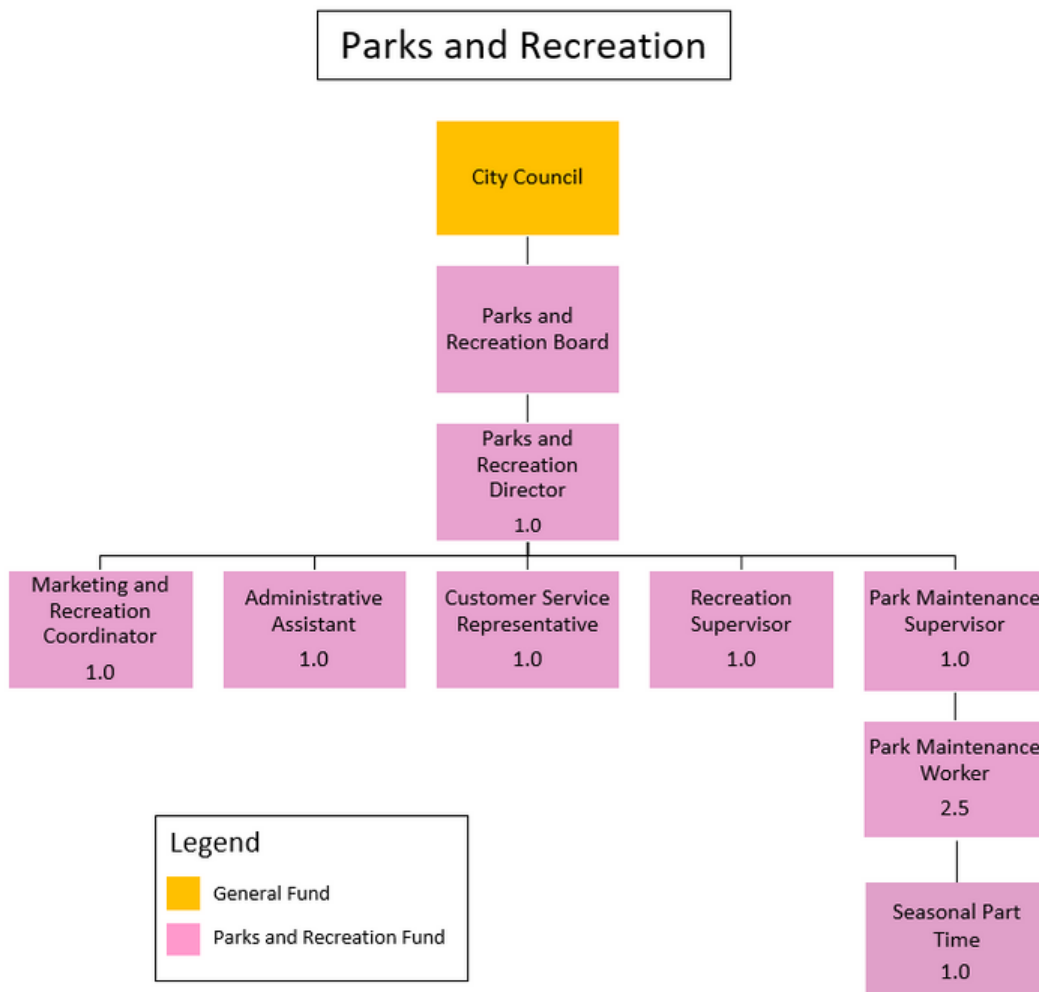 Parks and Recreation
City Council
Parks and
Recreation Board
Parks and
Recreation
Director
1.0
Marketing and
Recreation
Coordinator
1.0
Administrative
Assistant
1.0
Customer Service
Representative
1.0
Recreation
Supervisor
1.0
Park Maintenance
Supervisor
1.0
Park Maintenance
Worker
2.5
Seasonal Part
Time
1.0
Legend
General Fund
Parks and Recreation Fund